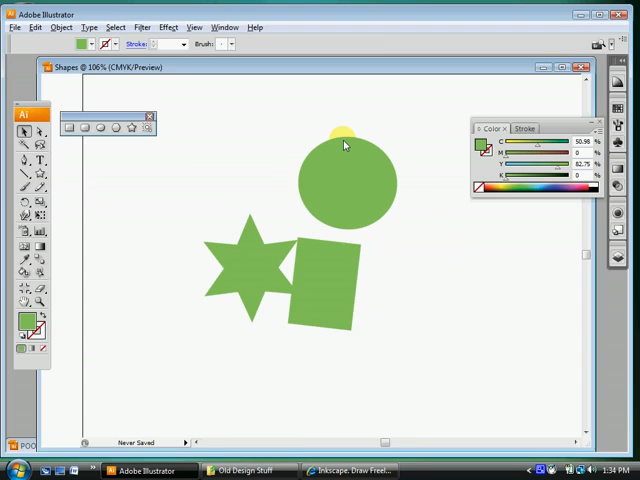 Adobe Illustrator
File Edit Object Type Select Filter Effect View Window Help
Stroke: Brush:
Shapes @ 106% (CMYK/Preview)
Ai
Color Stroke
C 50.98 %
M 0 %
Y 82.75 %
K 0 %
T
Never Saved
Adobe Illustrator Old Design Stuff Inkscape. Draw Freel... 1:34 PM